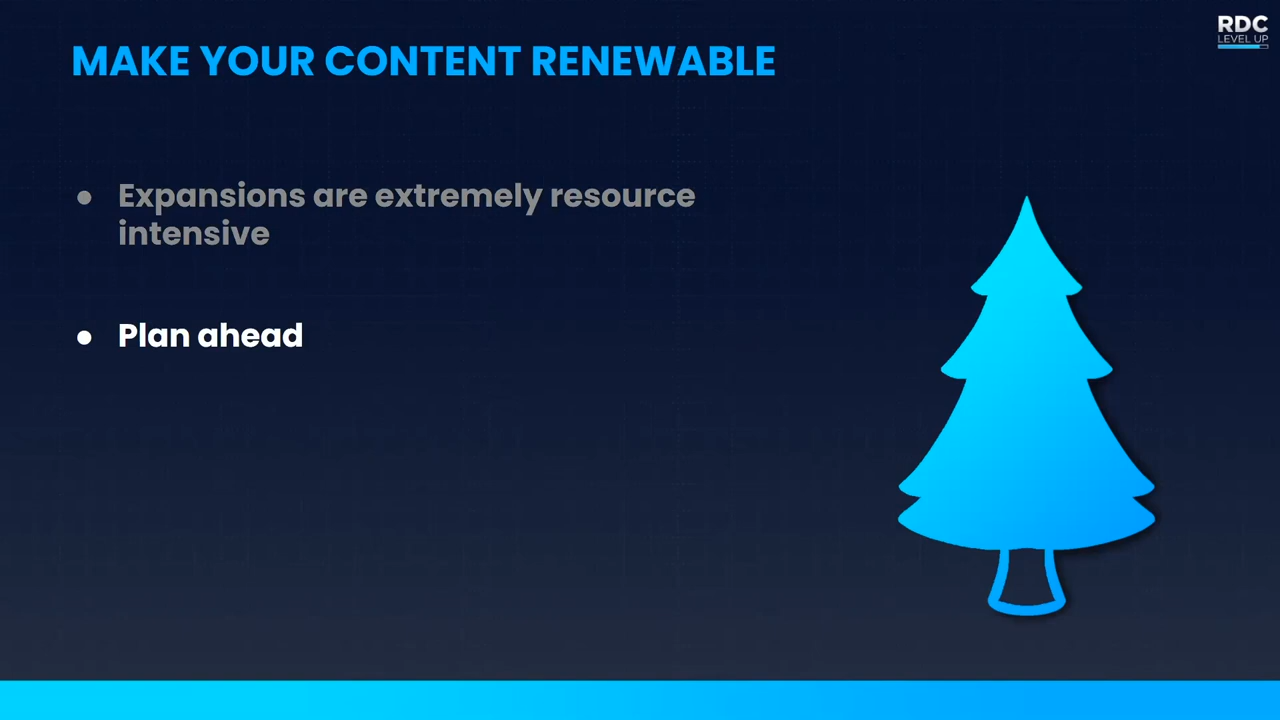 RDC
LEVEL UP
MAKE YOUR CONTENT RENEWABLE
● Expansions are extremely resource
intensive
● Plan ahead